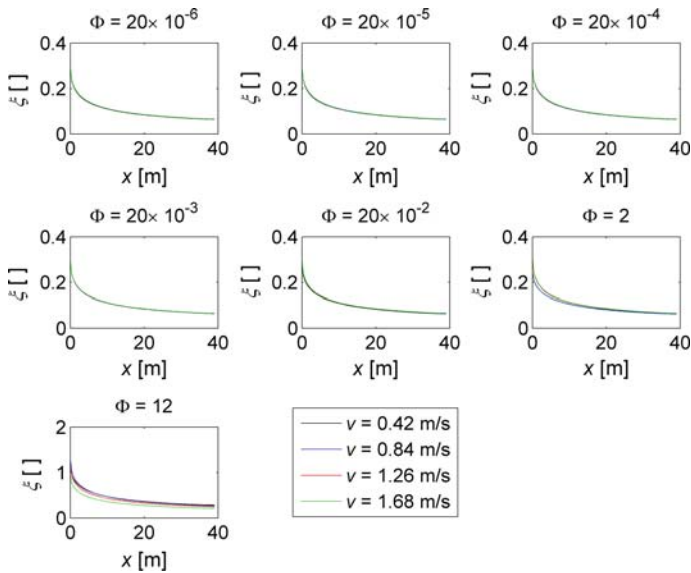 Φ = 20× 10⁻⁶
Φ = 20× 10⁻⁵
Φ = 20× 10⁻⁴
0.4
0.2
0
ξ [ ]
0 20 40
x [m]
0.4
0.2
0
ξ [ ]
0 20 40
x [m]
0.4
0.2
0
ξ [ ]
0 20 40
x [m]
Φ = 20× 10⁻³
Φ = 20× 10⁻²
Φ = 2
0.4
0.2
0
ξ [ ]
0 20 40
x [m]
0.4
0.2
0
ξ [ ]
0 20 40
x [m]
0.4
0.2
0
ξ [ ]
0 20 40
x [m]
Φ = 12
2
1
0
ξ [ ]
0 20 40
x [m]
v = 0.42 m/s
v = 0.84 m/s
v = 1.26 m/s
v = 1.68 m/s